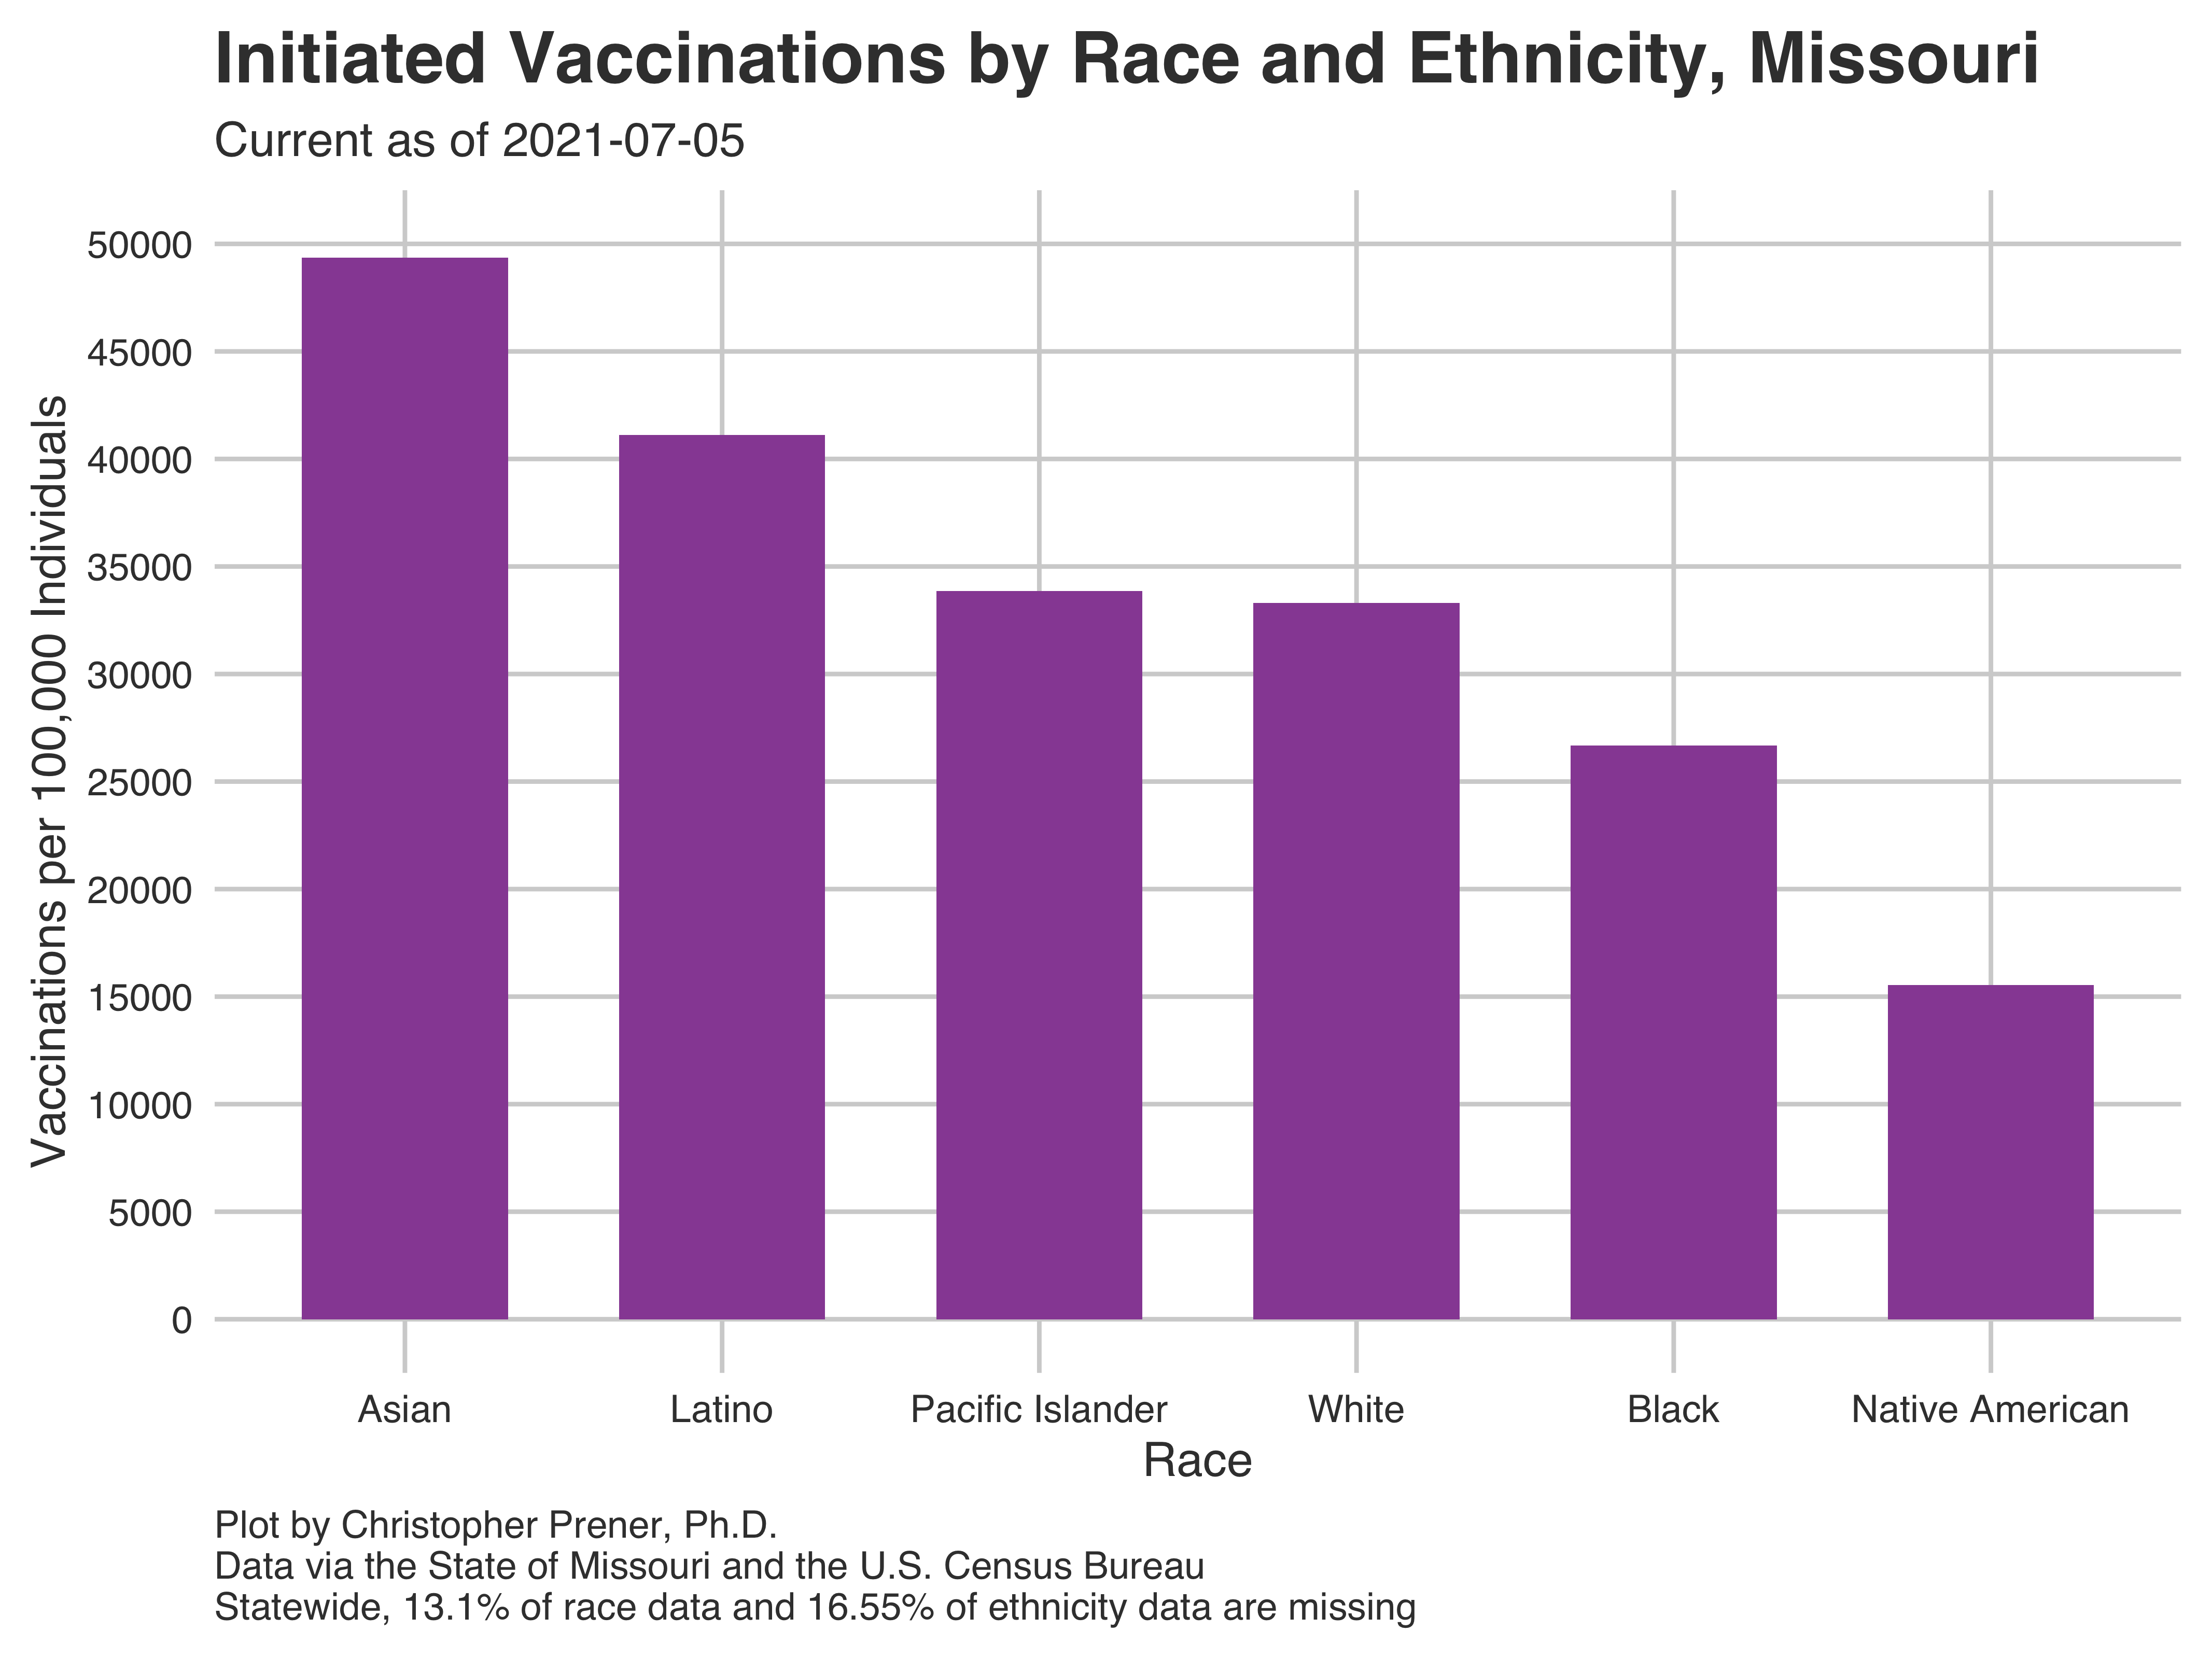 Initiated Vaccinations by Race and Ethnicity, Missouri
Current as of 2021-07-05
Vaccinations per 100,000 Individuals
50000
45000
40000
35000
30000
25000
20000
15000
10000
5000
0
Asian
Latino
Pacific Islander
White
Black
Native American
Race
Plot by Christopher Prener, Ph.D.
Data via the State of Missouri and the U.S. Census Bureau
Statewide, 13.1% of race data and 16.55% of ethnicity data are missing